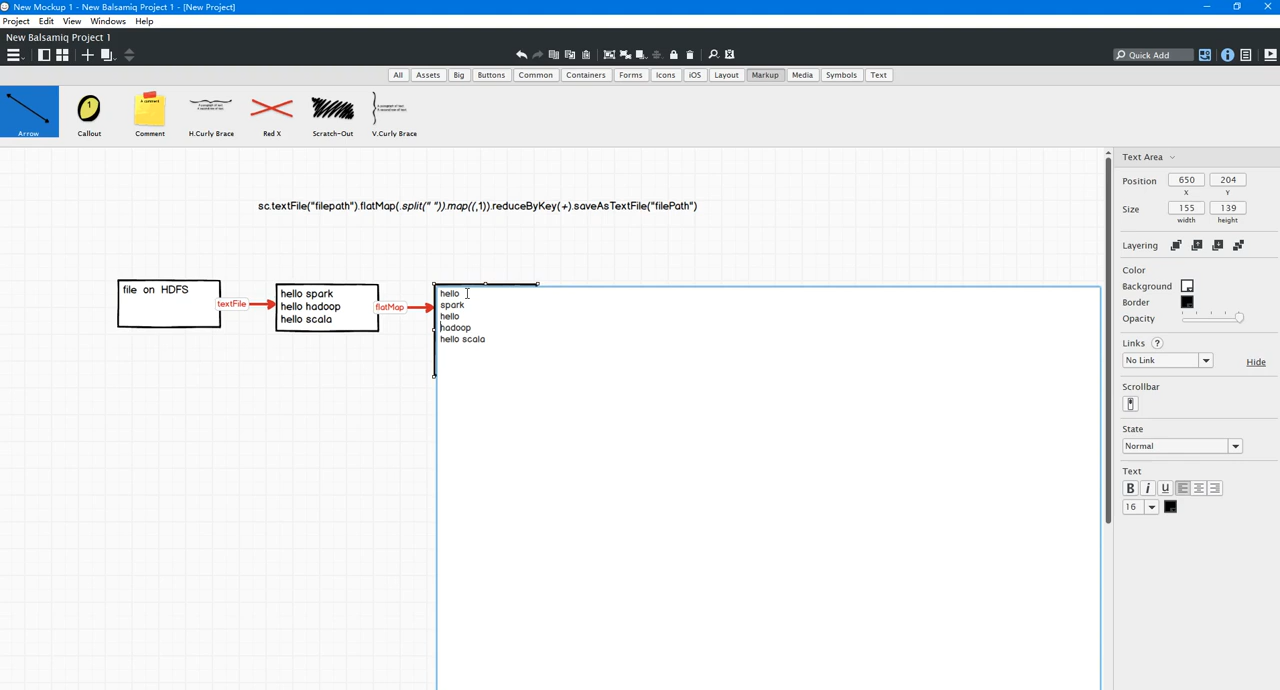 New Mockup 1 - New Balsamiq Project 1 - [New Project]
Project Edit View Windows Help
New Balsamiq Project 1
Quick Add
All Assets Big Buttons Common Containers Forms Icons iOS Layout Markup Media Symbols Text
Arrow Callout Comment H.Curly Brace Red X Scratch-Out V.Curly Brace
1
sc.textFile("filepath").flatMap(.split(" ")).map((,1)).reduceByKey(+).saveAsTextFile("filePath")
file on HDFS
textFile
hello spark
hello hadoop
hello scala
flatMap
hello
spark
hello
hadoop
hello scala
Text Area
Position 650 204
X Y
Size 155 139
width height
Layering
Color
Background
Border
Opacity
Links ?
No Link Hide
Scrollbar
State
Normal
Text
B i U
16